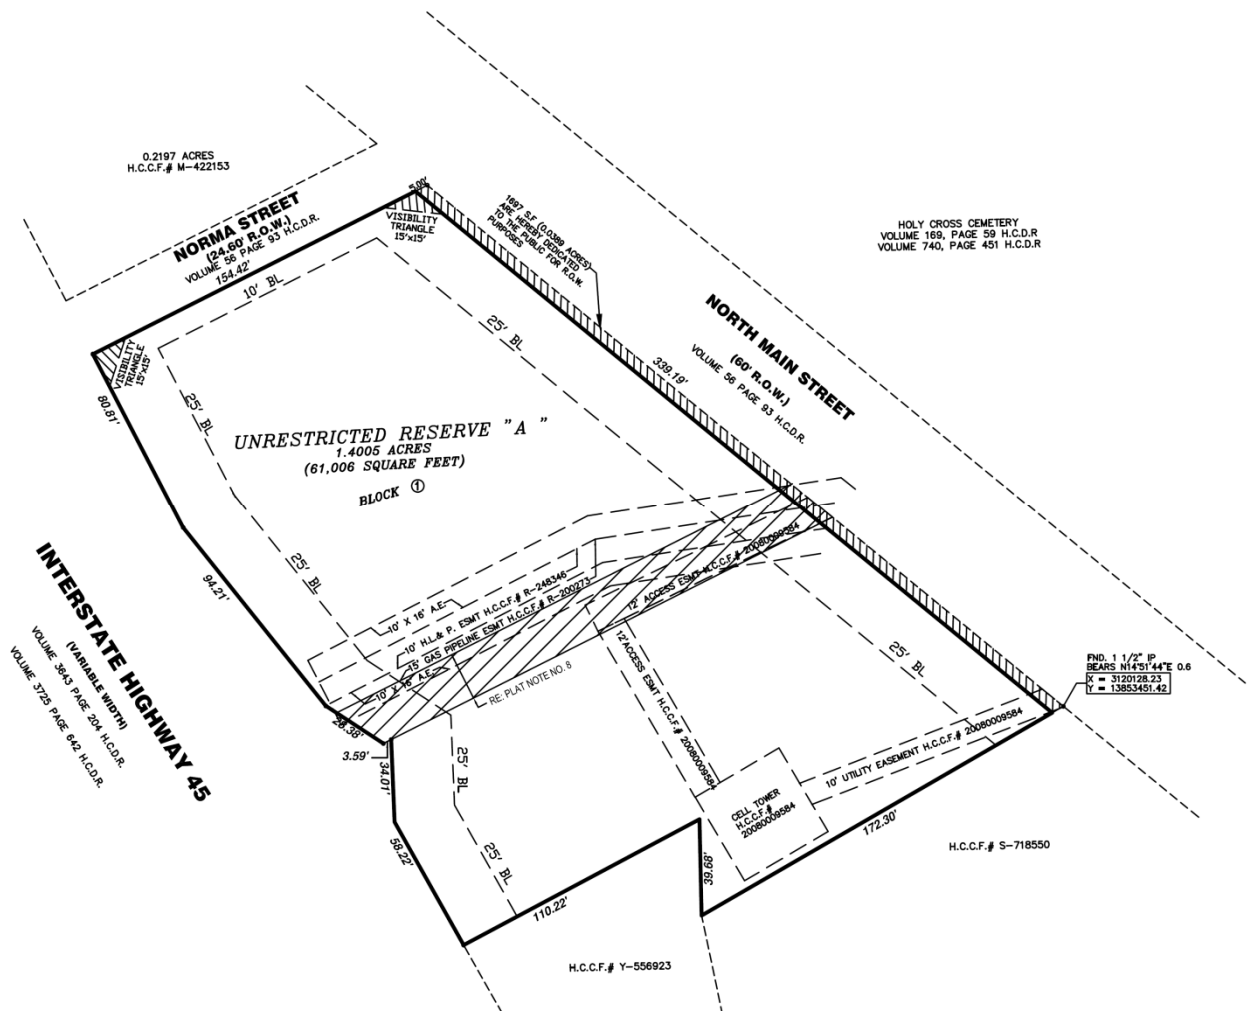 0.2197 ACRES
H.C.C.F.# M-422153
NORMA STREET
(24.60' R.O.W.)
VOLUME 56 PAGE 93 H.C.D.R.
154.42'
10' BL
5.00'
VISIBILITY
TRIANGLE
15'x15'
1697 S.F (0.0389 ACRES)
ARE HEREBY DEDICATED
TO THE PUBLIC FOR R.O.W.
PURPOSES
HOLY CROSS CEMETERY
VOLUME 169, PAGE 59 H.C.D.R
VOLUME 740, PAGE 451 H.C.D.R
NORTH MAIN STREET
(60' R.O.W.)
VOLUME 56 PAGE 93 H.C.D.R.
25' BL
339.19'
VISIBILITY
TRIANGLE
15'x15'
80.81'
25' BL
UNRESTRICTED RESERVE "A "
1.4005 ACRES
(61,006 SQUARE FEET)
BLOCK 1
94.21'
25' BL
INTERSTATE HIGHWAY 45
(VARIABLE WIDTH)
VOLUME 3643 PAGE 204 H.C.D.R.
VOLUME 3725 PAGE 642 H.C.D.R.
10' X 16' A.E.
10' H.L.& P. ESMT H.C.C.F.# R-248346
15' GAS PIPELINE ESMT H.C.C.F.# R-200273
10' X 16' A.E.
12' ACCESS ESMT H.C.C.F.# 20080009584
RE: PLAT NOTE NO. 8
12' ACCESS ESMT H.C.C.F.# 20080009584
25' BL
FND. 1 1/2" IP
BEARS N14°51'44"E 0.6
X = 3120128.23
Y = 13853451.42
28.38'
3.59'
34.01'
25' BL
58.22'
25' BL
110.22'
39.68'
CELL TOWER
H.C.C.F.#
20080009584
10' UTILITY EASEMENT H.C.C.F.# 20080009584
172.30'
H.C.C.F.# S-718550
H.C.C.F.# Y-556923